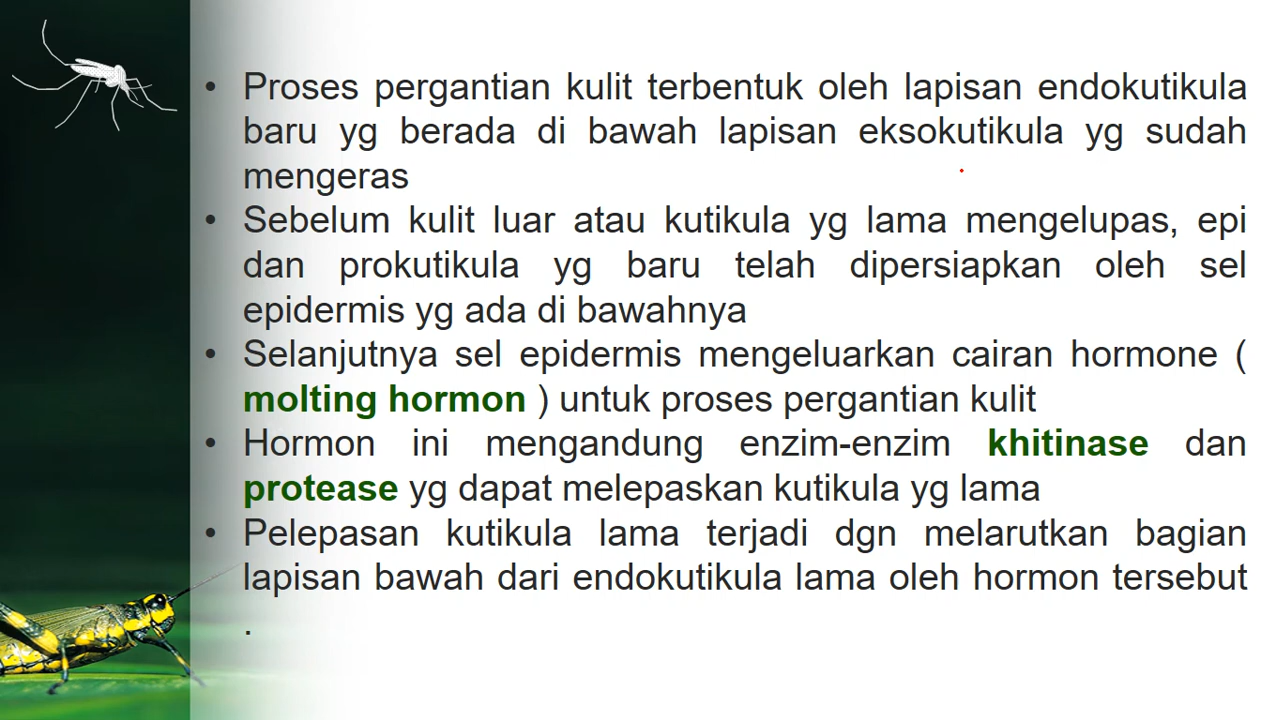 • Proses pergantian kulit terbentuk oleh lapisan endokutikula
baru yg berada di bawah lapisan eksokutikula yg sudah
mengeras
• Sebelum kulit luar atau kutikula yg lama mengelupas, epi
dan prokutikula yg baru telah dipersiapkan oleh sel
epidermis yg ada di bawahnya
• Selanjutnya sel epidermis mengeluarkan cairan hormone (
molting hormon ) untuk proses pergantian kulit
• Hormon ini mengandung enzim-enzim khitinase dan
protease yg dapat melepaskan kutikula yg lama
• Pelepasan kutikula lama terjadi dgn melarutkan bagian
lapisan bawah dari endokutikula lama oleh hormon tersebut
.